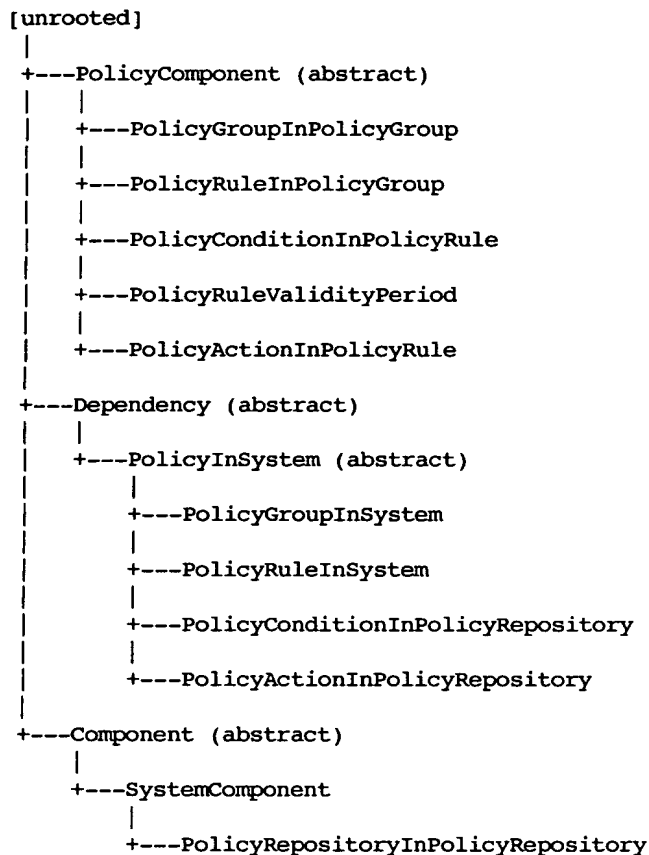 [unrooted]
|
+---PolicyComponent (abstract)
|   |
|   +---PolicyGroupInPolicyGroup
|   |
|   +---PolicyRuleInPolicyGroup
|   |
|   +---PolicyConditionInPolicyRule
|   |
|   +---PolicyRuleValidityPeriod
|   |
|   +---PolicyActionInPolicyRule
|
+---Dependency (abstract)
|   |
|   +---PolicyInSystem (abstract)
|       |
|       +---PolicyGroupInSystem
|       |
|       +---PolicyRuleInSystem
|       |
|       +---PolicyConditionInPolicyRepository
|       |
|       +---PolicyActionInPolicyRepository
|
+---Component (abstract)
    |
    +---SystemComponent
        |
        +---PolicyRepositoryInPolicyRepository